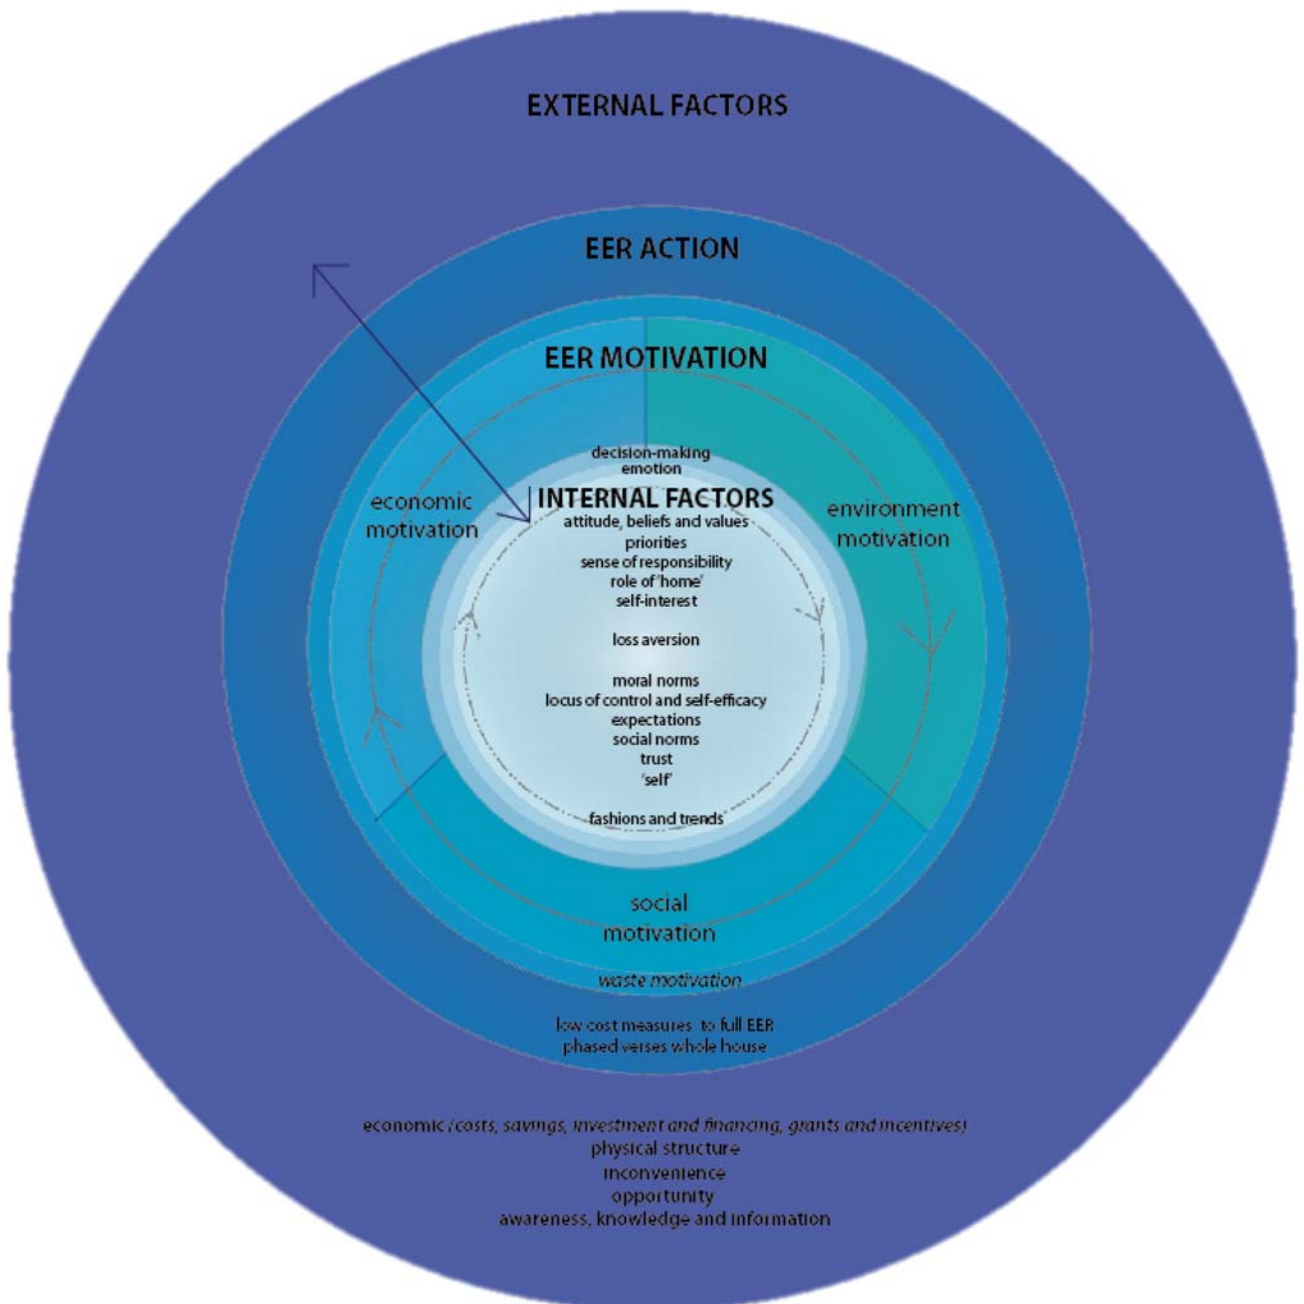 EXTERNAL FACTORS
EER ACTION
EER MOTIVATION
decision-making
emotion
INTERNAL FACTORS
attitude, beliefs and values
priorities
sense of responsibility
role of 'home'
self-interest
loss aversion
moral norms
locus of control and self-efficacy
expectations
social norms
trust
'self'
fashions and trends
economic
motivation
environment
motivation
social
motivation
waste motivation
low cost measures to full EER
phased verses whole house
economic (costs, savings, investment and financing, grants and incentives)
physical structure
inconvenience
opportunity
awareness, knowledge and information